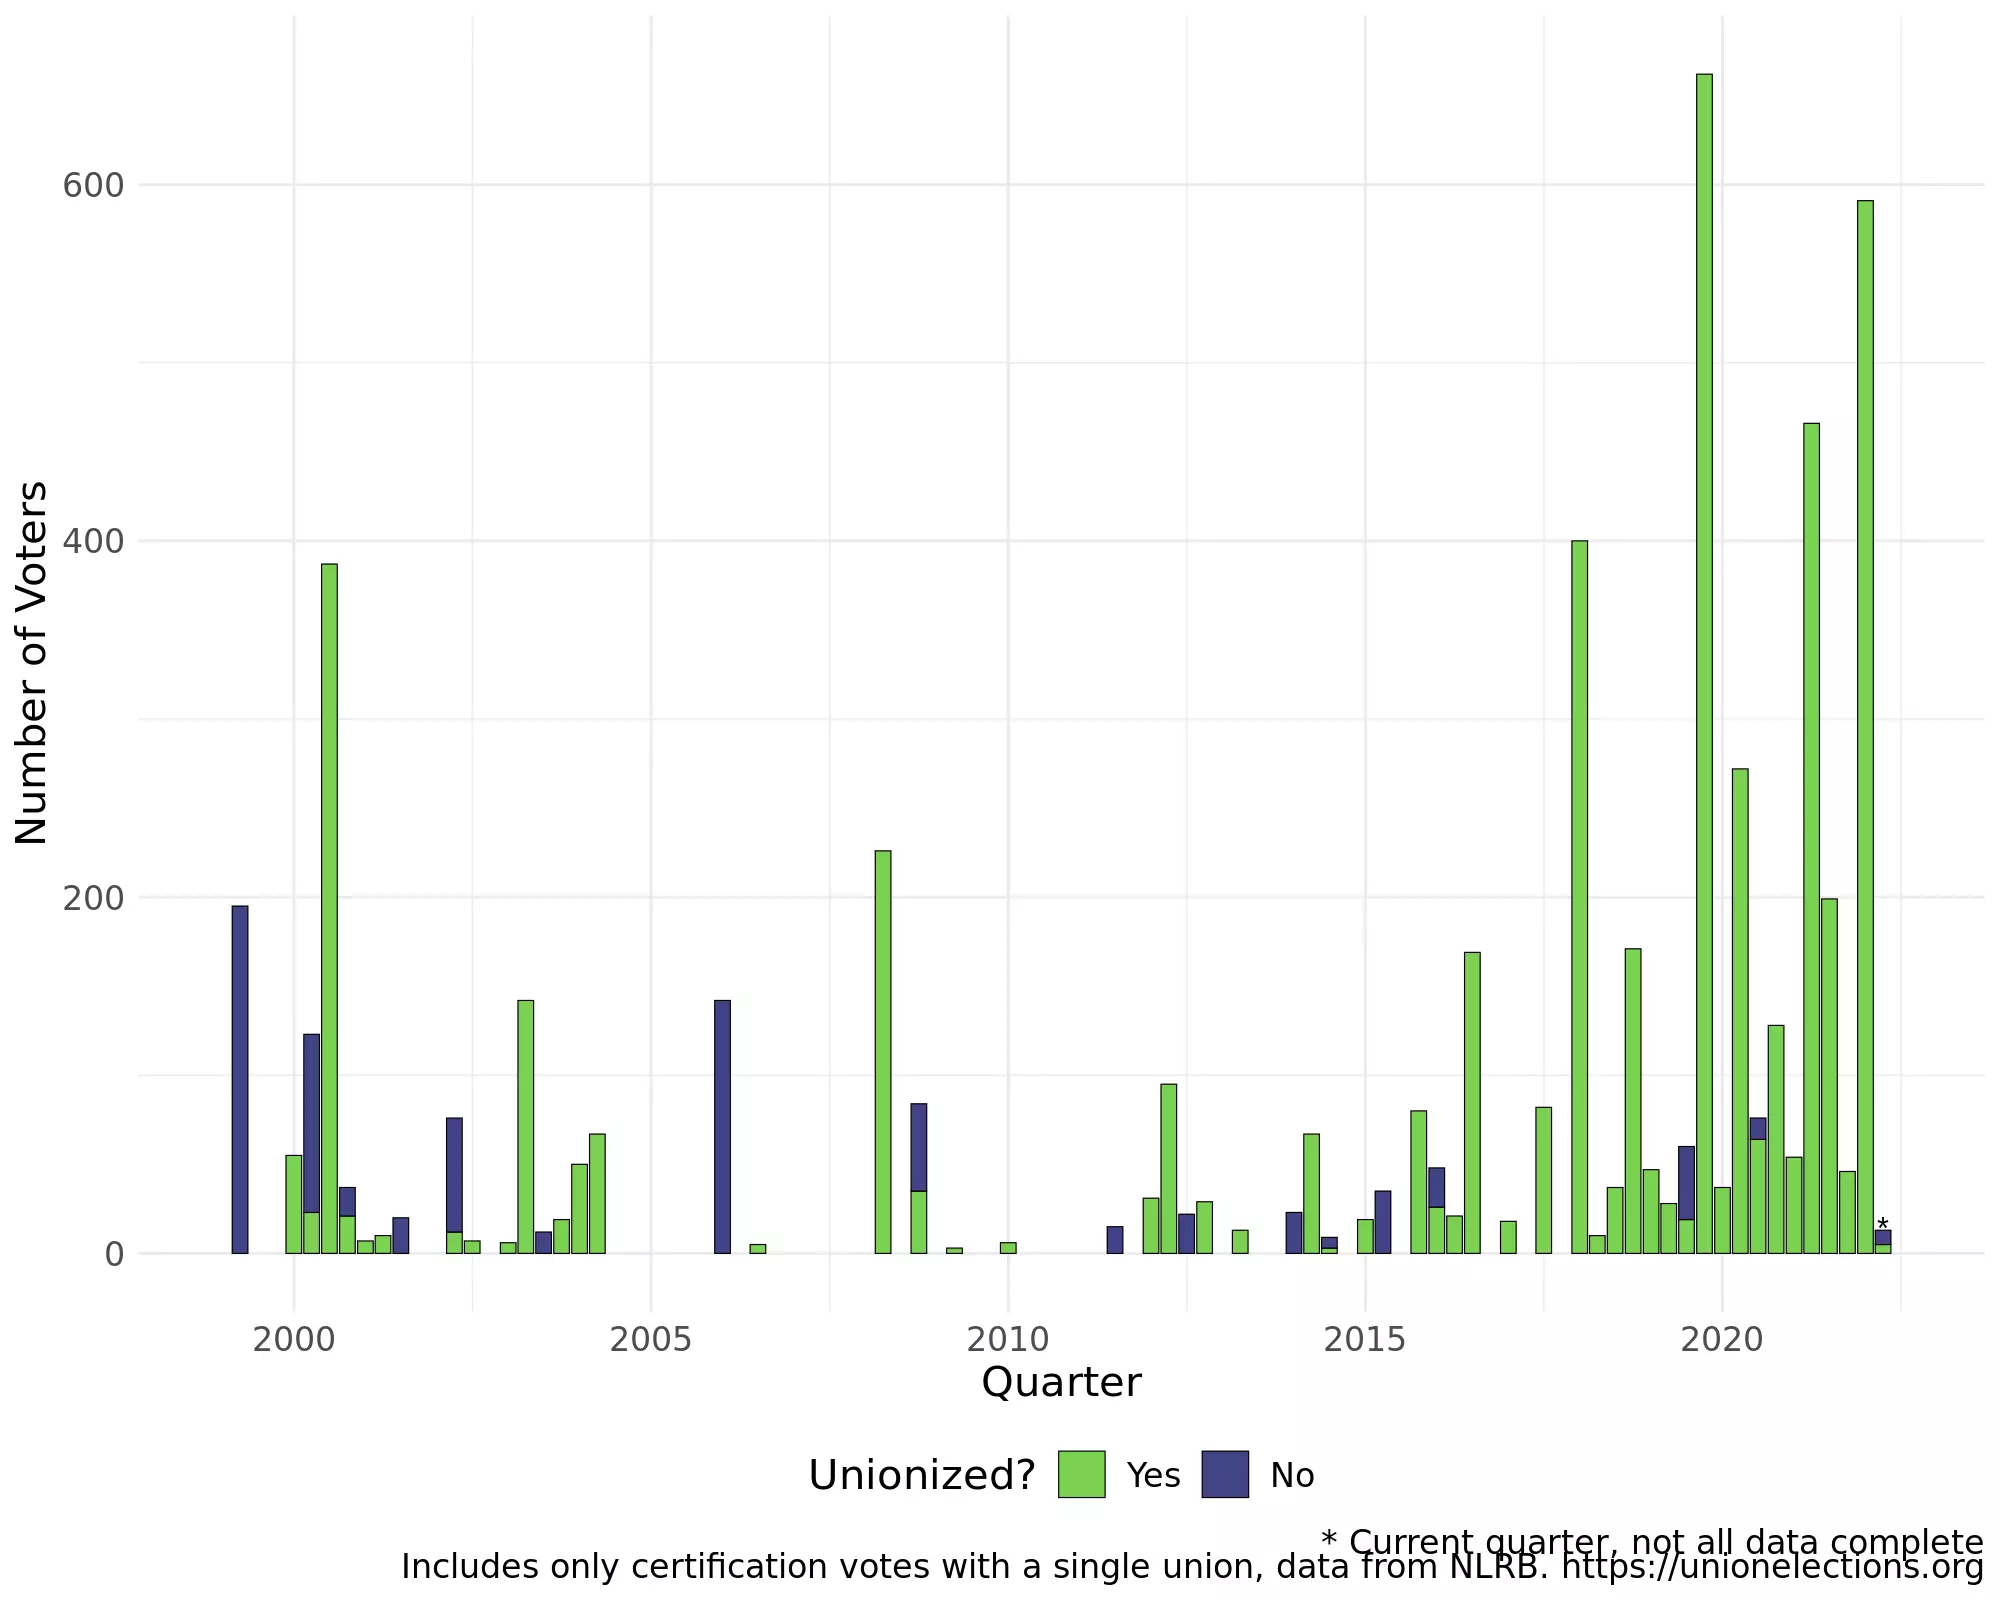 Number of Voters
600
400
200
0
*
2000 2005 2010 2015 2020
Quarter
Unionized? Yes No
* Current quarter, not all data complete
Includes only certification votes with a single union, data from NLRB. https://unionelections.org